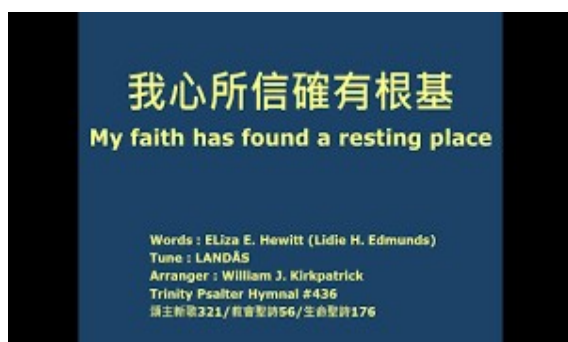 我心所信確有根基
My faith has found a resting place
Words : ELiza E. Hewitt (Lidie H. Edmunds)
Tune : LANDÅS
Arranger : William J. Kirkpatrick
Trinity Psalter Hymnal #436
頌主新歌321/教會聖詩56/生命聖詩176